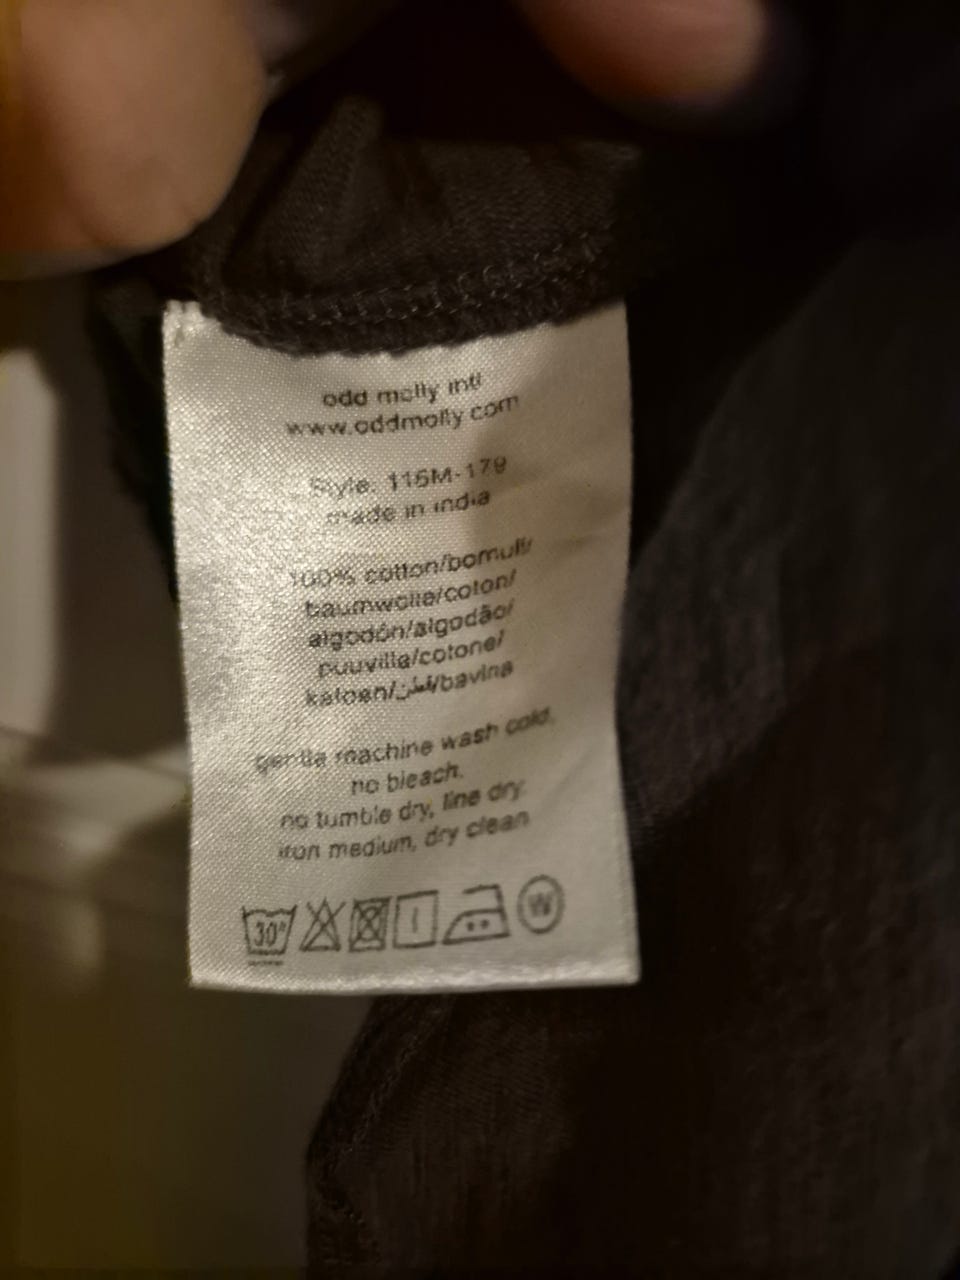 odd molly intl
www.oddmolly.com
Style: 116M-179
made in india
100% cotton/bomull/
baumwolle/coton/
algodón/algodão/
puuvilla/cotone/
katoen/قطن/bavlna
gentle machine wash cold,
no bleach.
no tumble dry, line dry.
iron medium, dry clean
30° W